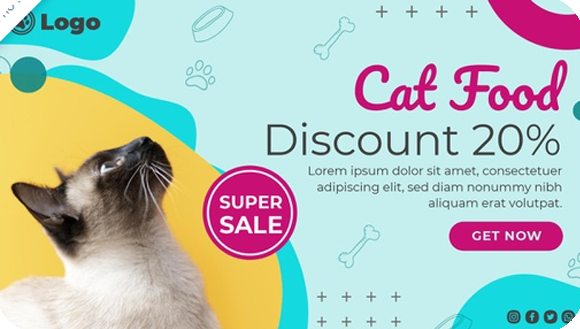 Logo
Cat Food
Discount 20%
Lorem ipsum dolor sit amet, consectetuer
adipiscing elit, sed diam nonummy nibh
aliquam erat volutpat.
SUPER
SALE
GET NOW